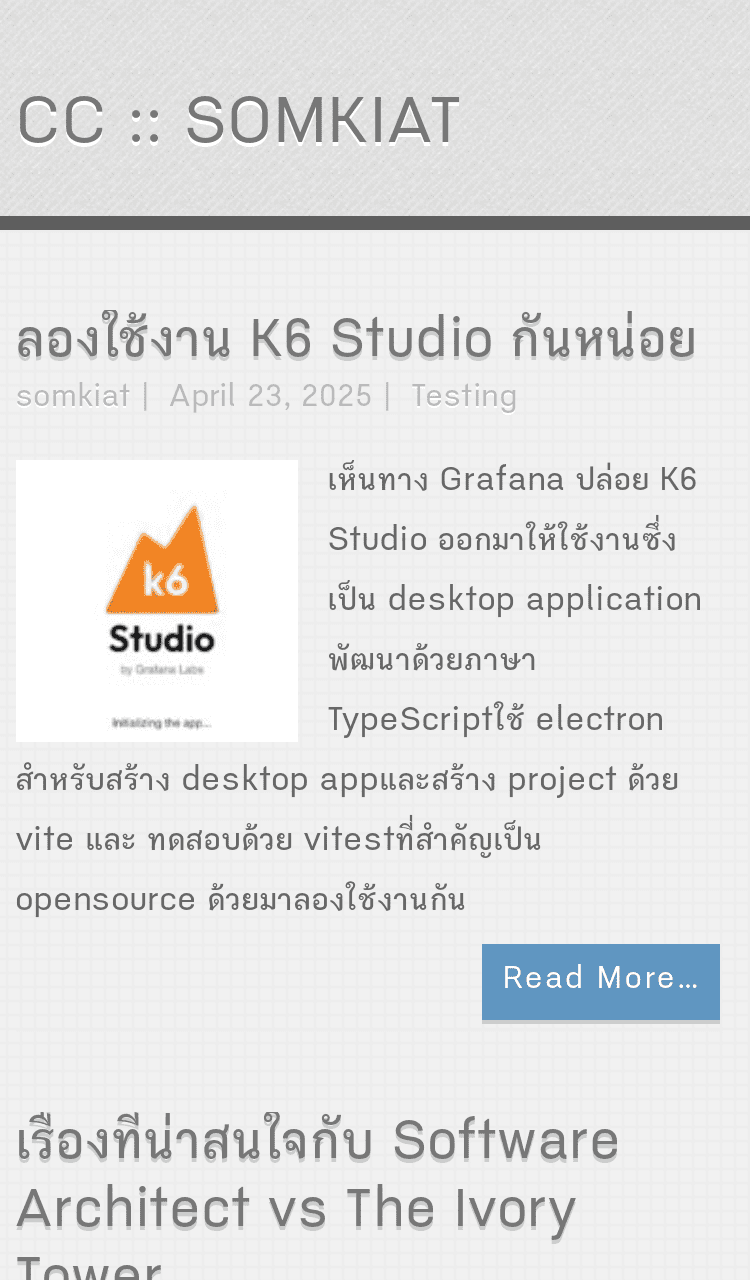 CC :: SOMKIAT
ลองใช้งาน K6 Studio กันหน่อย
somkiat | April 23, 2025 | Testing
k6
Studio
by Grafana Labs
Initializing the app...
เห็นทาง Grafana ปล่อย K6
Studio ออกมาให้ใช้งานซึ่ง
เป็น desktop application
พัฒนาด้วยภาษา
TypeScriptใช้ electron
สำหรับสร้าง desktop appและสร้าง project ด้วย
vite และ ทดสอบด้วย vitestที่สำคัญเป็น
opensource ด้วยมาลองใช้งานกัน
Read More...
เรื่องที่น่าสนใจกับ Software
Architect vs The Ivory
Tower